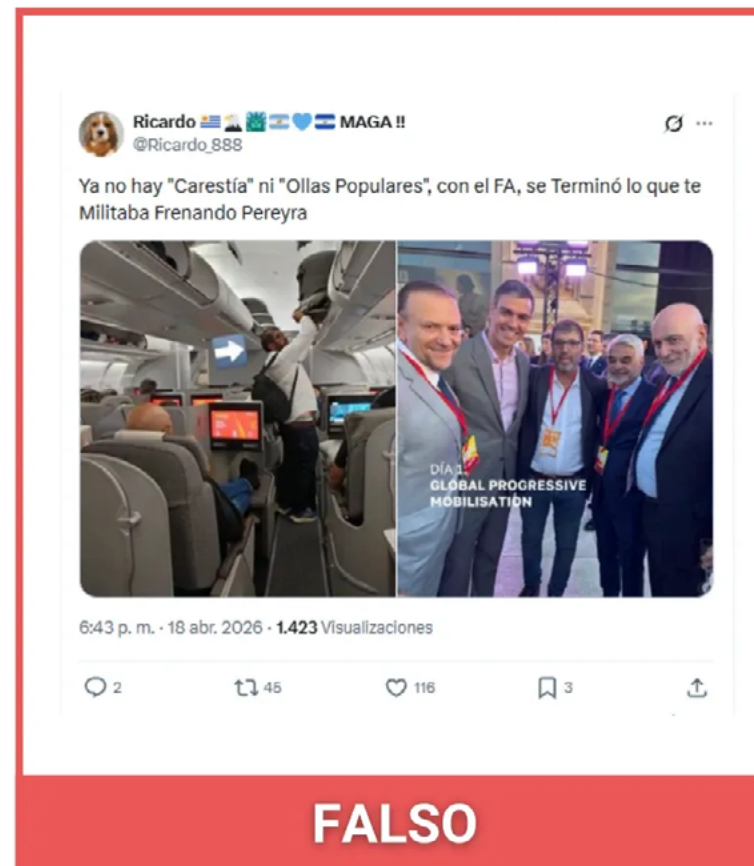 Ricardo 🇺🇾🌋🗽🇦🇷💙🇸🇻 MAGA !!
@Ricardo_888
Ya no hay "Carestía" ni "Ollas Populares", con el FA, se Terminó lo que te
Militaba Frenando Pereyra
DÍA 1
GLOBAL PROGRESSIVE
MOBILISATION
6:43 p. m. · 18 abr. 2026 · 1.423 Visualizaciones
2
45
116
3
FALSO